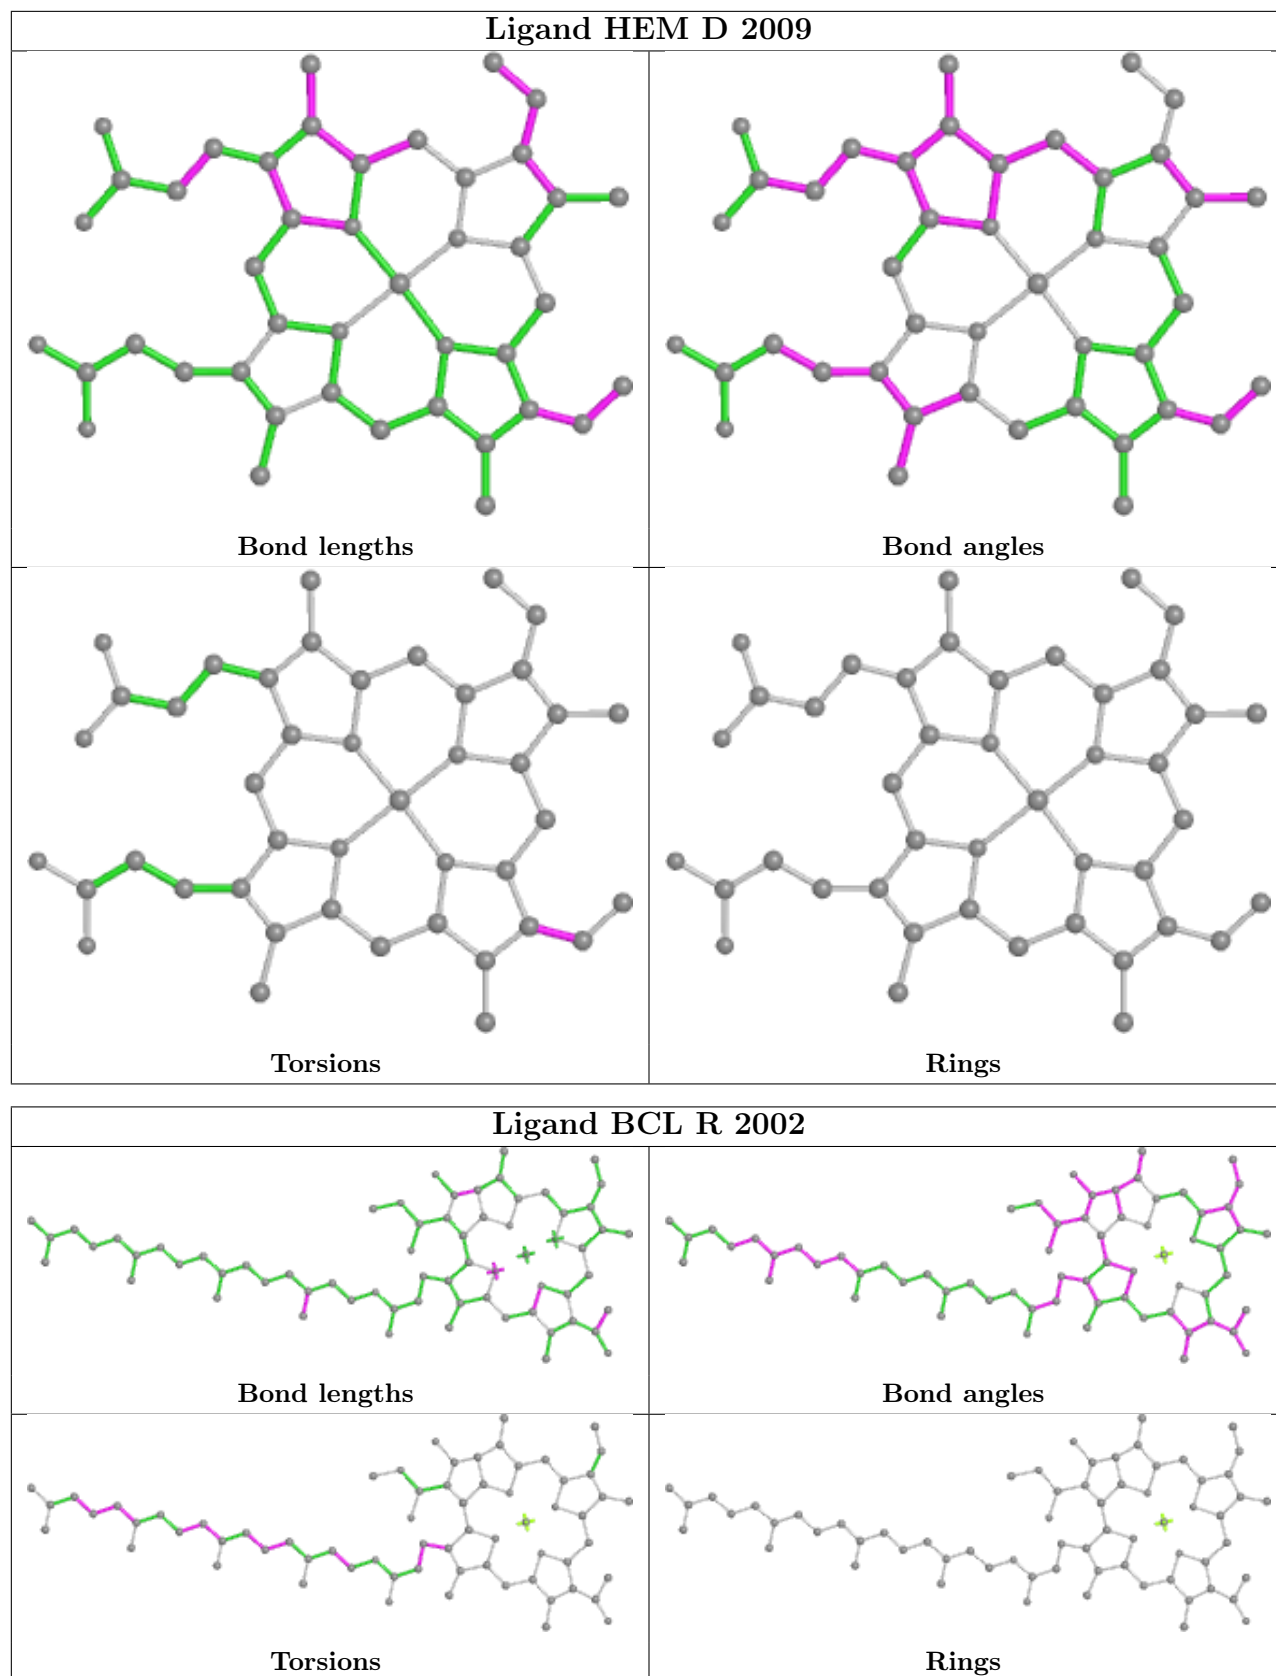 Ligand HEM D 2009
Bond lengths
Bond angles
Torsions
Rings
Ligand BCL R 2002
Bond lengths
Bond angles
Torsions
Rings